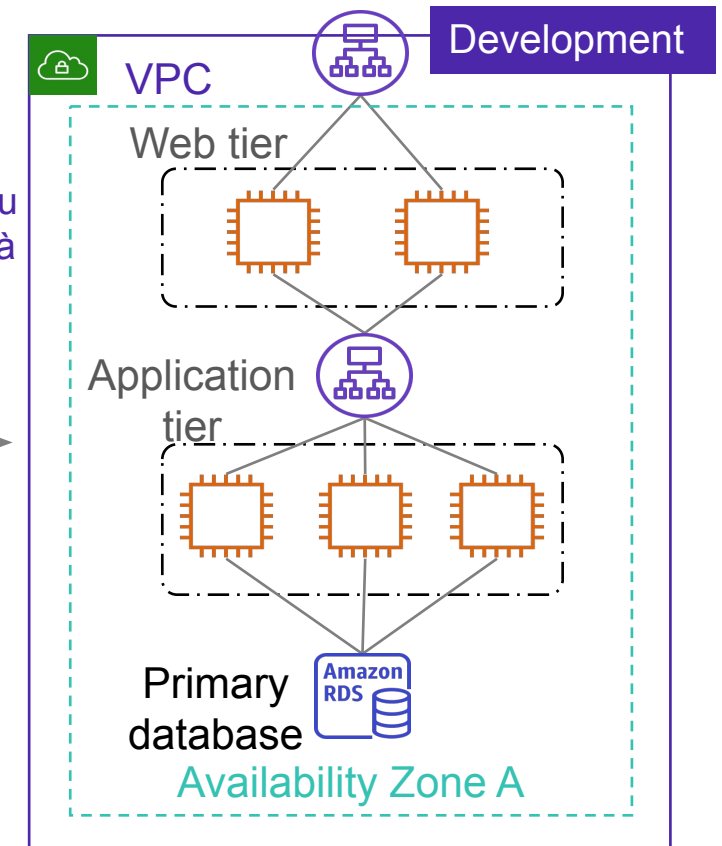 Development
VPC
Web tier
u
à
Application
tier
Amazon
RDS
Primary
database
Availability Zone A